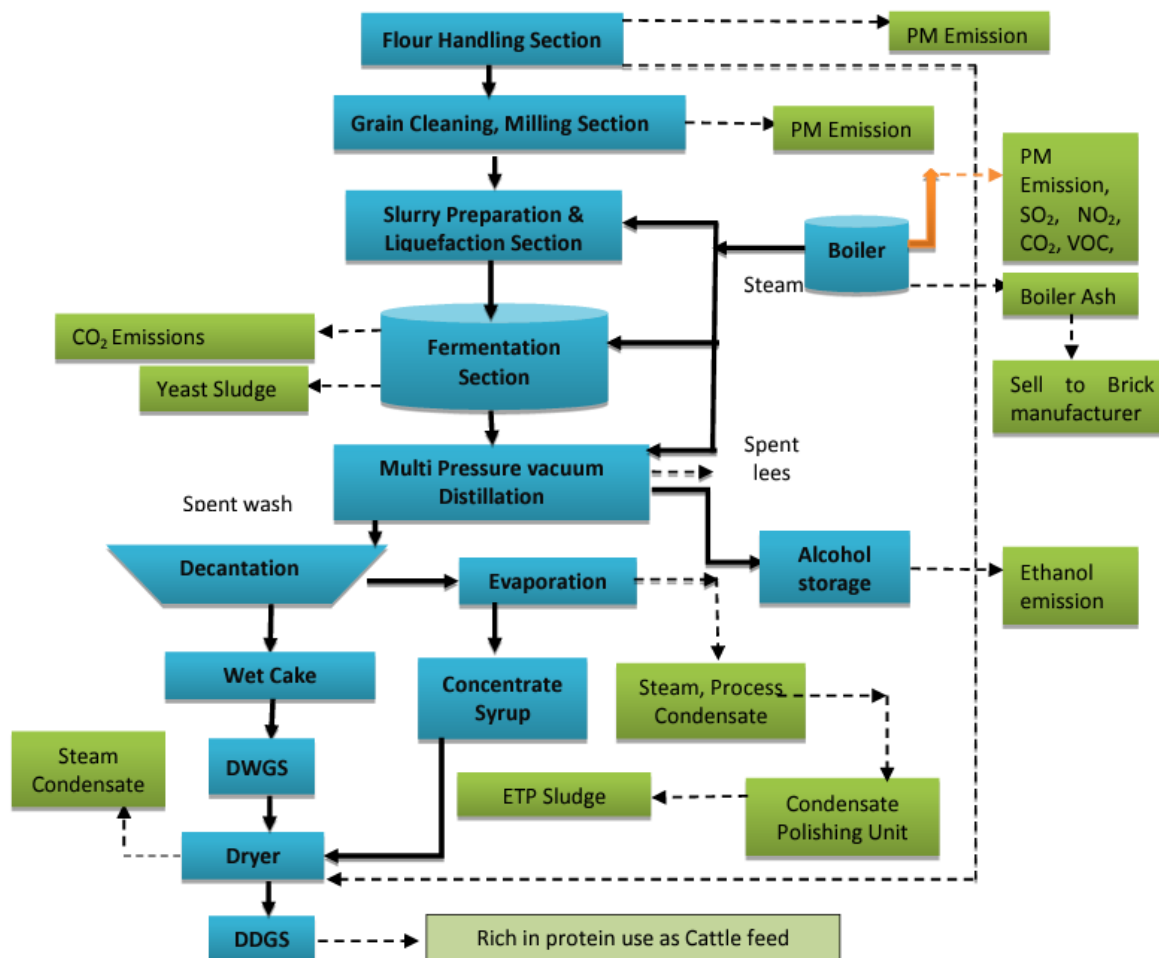 Flour Handling Section
PM Emission
Grain Cleaning, Milling Section
PM Emission
PM
Emission,
SO₂, NO₂,
CO₂, VOC,
Slurry Preparation &
Liquefaction Section
Boiler
Steam
Boiler Ash
CO₂ Emissions
Fermentation
Section
Yeast Sludge
Sell to Brick
manufacturer
Multi Pressure vacuum
Distillation
Spent
lees
Spent wash
Decantation
Evaporation
Alcohol
storage
Ethanol
emission
Wet Cake
Concentrate
Syrup
Steam, Process
Condensate
Steam
Condensate
DWGS
ETP Sludge
Condensate
Polishing Unit
Dryer
DDGS
Rich in protein use as Cattle feed